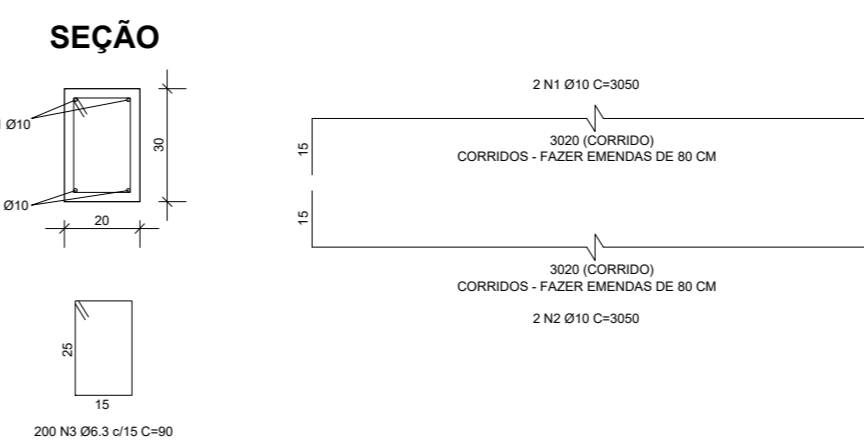 SEÇÃO
Ø10
30
Ø10
20
25
15
200 N3 Ø6.3 c/15 C=90
2 N1 Ø10 C=3050
15
3020 (CORRIDO)
CORRIDOS - FAZER EMENDAS DE 80 CM
15
3020 (CORRIDO)
CORRIDOS - FAZER EMENDAS DE 80 CM
2 N2 Ø10 C=3050